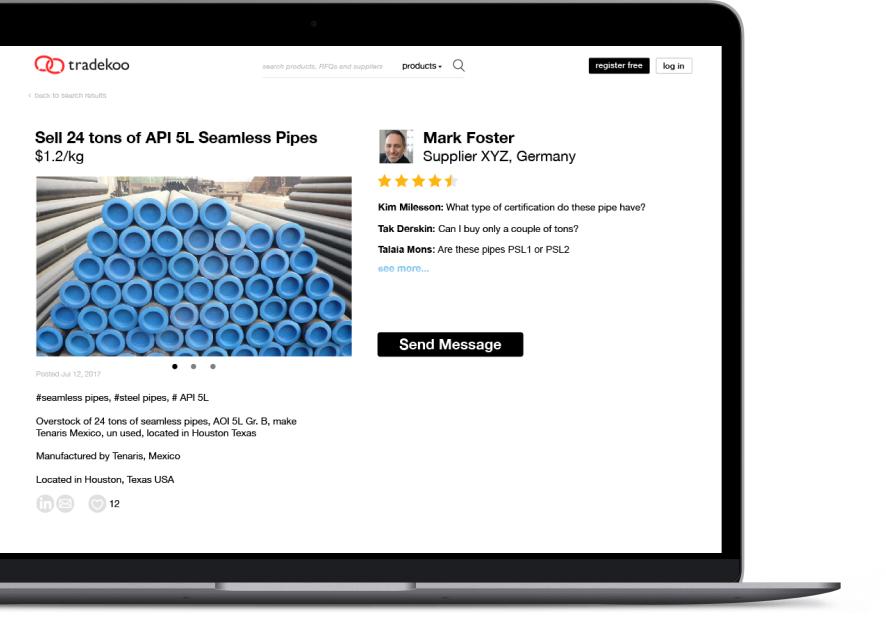 tradekoo
search products, RFQs and suppliers
products
register free
log in
‹ back to search results
Sell 24 tons of API 5L Seamless Pipes
$1.2/kg
Mark Foster
Supplier XYZ, Germany
Kim Milesson: What type of certification do these pipe have?
Tak Derskin: Can I buy only a couple of tons?
Talaia Mons: Are these pipes PSL1 or PSL2
see more...
Send Message
Posted Jul 12, 2017
#seamless pipes, #steel pipes, # API 5L
Overstock of 24 tons of seamless pipes, AOI 5L Gr. B, make
Tenaris Mexico, un used, located in Houston Texas
Manufactured by Tenaris, Mexico
Located in Houston, Texas USA
in
12